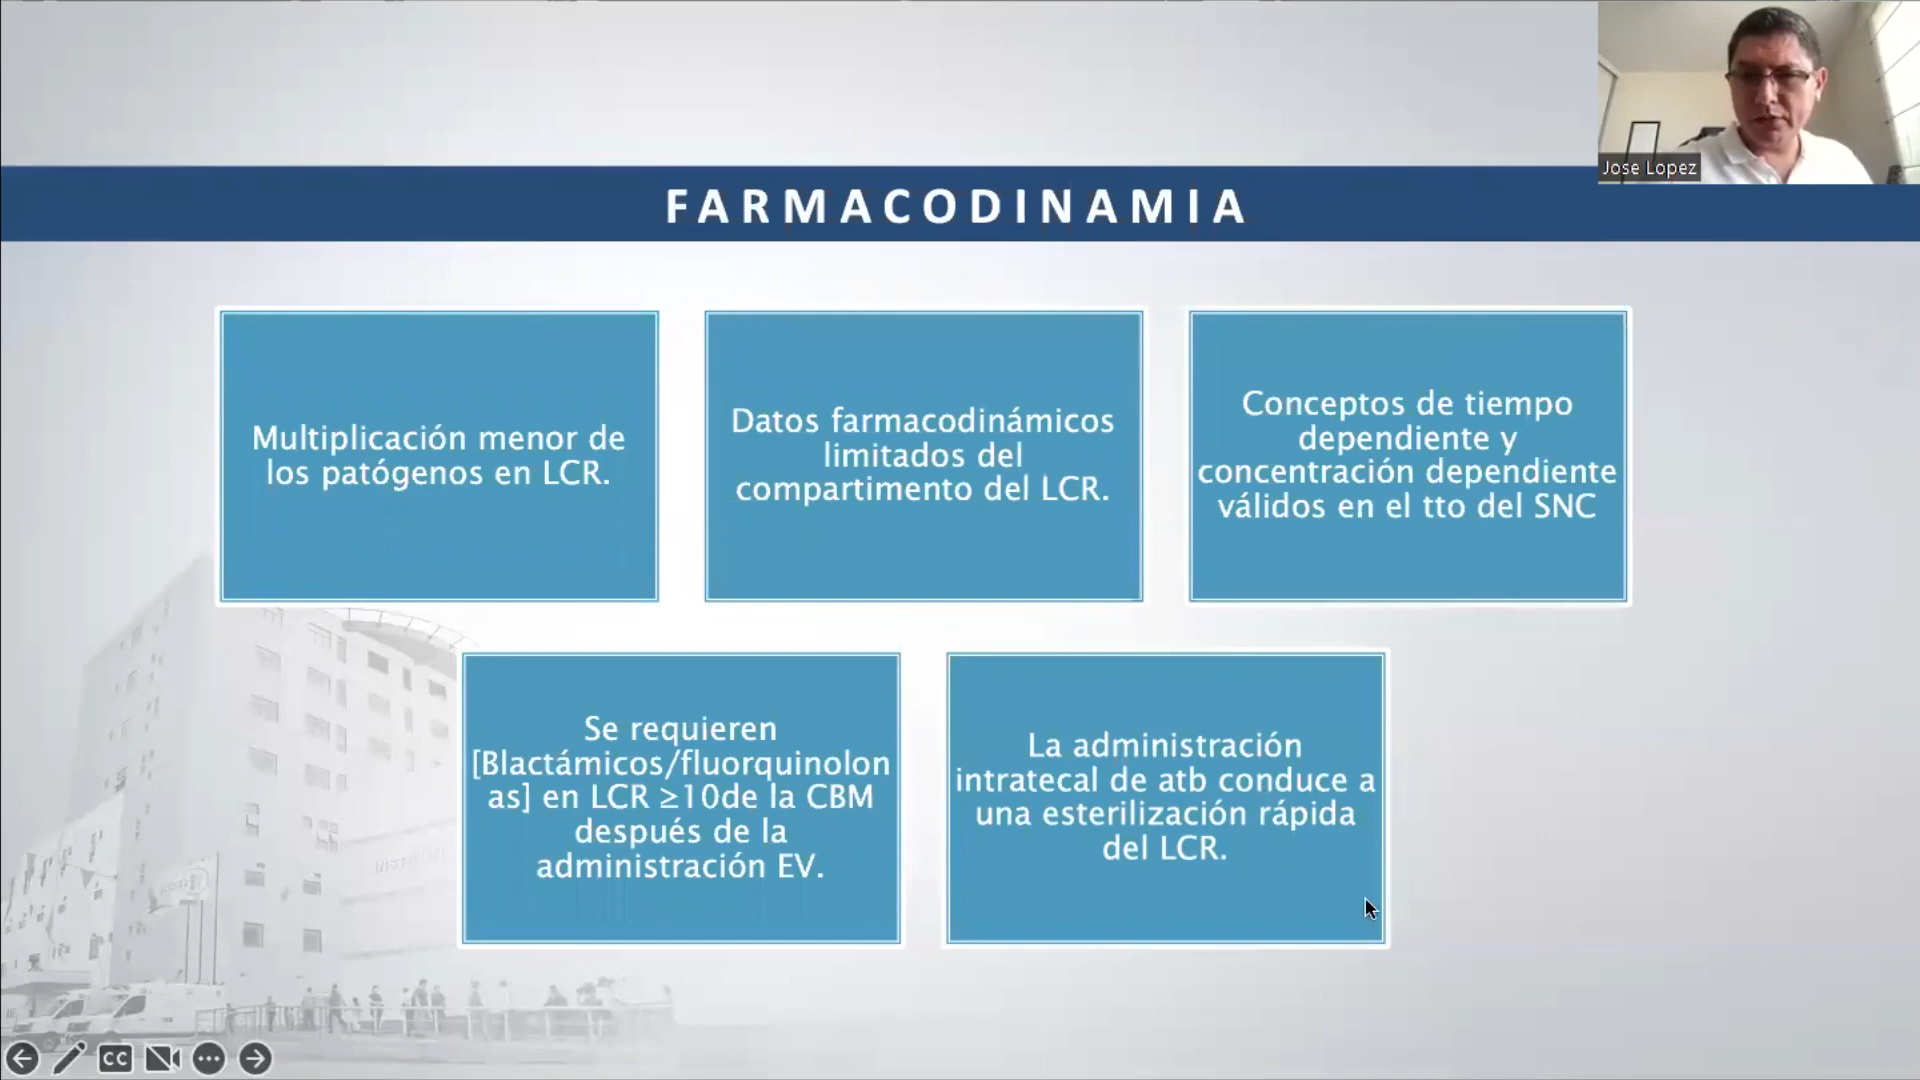 Jose Lopez
FARMACODINAMIA
Multiplicación menor de
los patógenos en LCR.
Datos farmacodinámicos
limitados del
compartimento del LCR.
Conceptos de tiempo
dependiente y
concentración dependiente
válidos en el tto del SNC
Se requieren
[Blactámicos/fluorquinolon
as] en LCR ≥10de la CBM
después de la
administración EV.
La administración
intratecal de atb conduce a
una esterilización rápida
del LCR.
CC